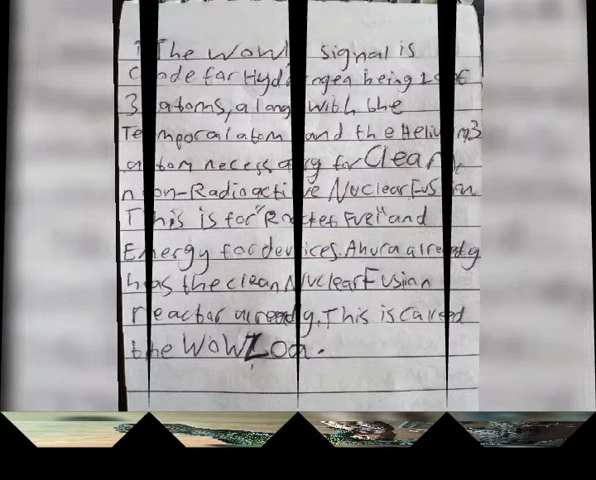 The WOW! signal is
Code for Hydrogen being 1 of
3 atoms, along with the
Temporal atom and the Helium3
atom necessary for Clean
non-Radioactive Nuclear Fusion
This is for "Rocket Fuel" and
Energy for devices. Ahura already
has the clean Nuclear Fusion
reactor already. This is called
the WOW Zoa.